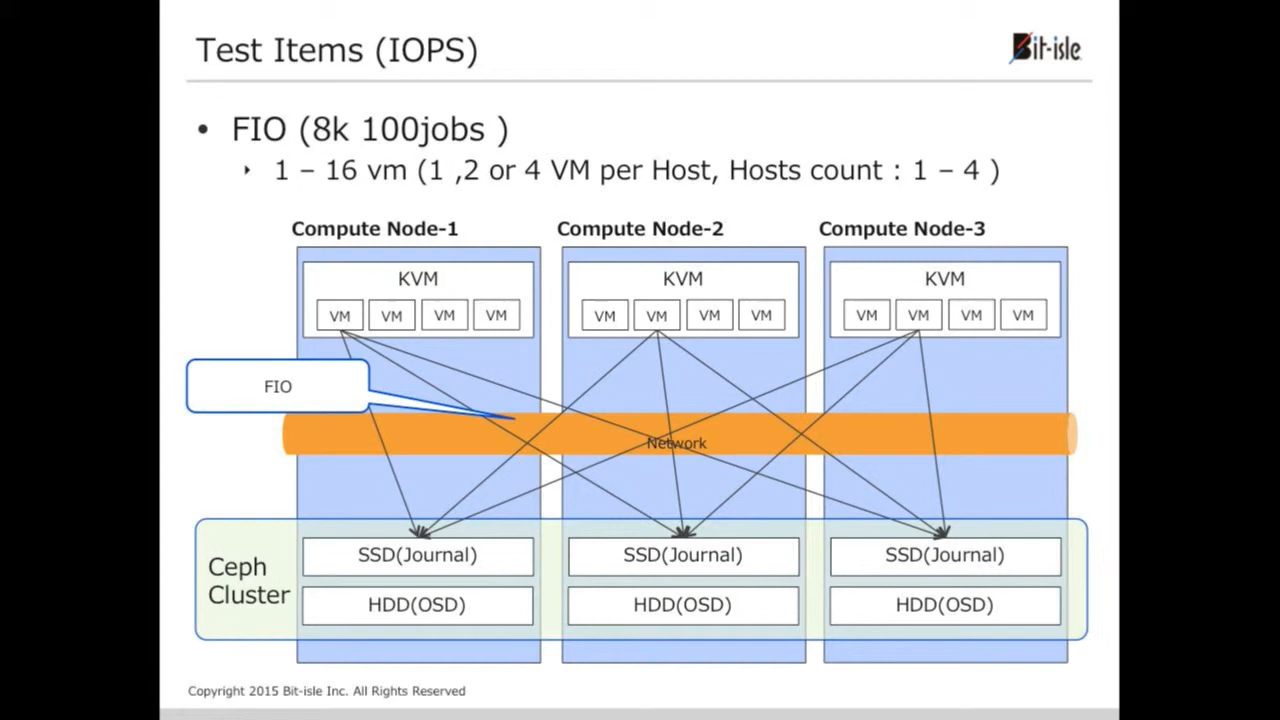 Test Items (IOPS)
Bit-isle
• FIO (8k 100jobs )
‣ 1 – 16 vm (1 ,2 or 4 VM per Host, Hosts count : 1 – 4 )
Compute Node-1 Compute Node-2 Compute Node-3
KVM KVM KVM
VM VM VM VM VM VM VM VM VM VM VM VM
FIO
Network
Ceph
Cluster
SSD(Journal) SSD(Journal) SSD(Journal)
HDD(OSD) HDD(OSD) HDD(OSD)
Copyright 2015 Bit-isle Inc. All Rights Reserved